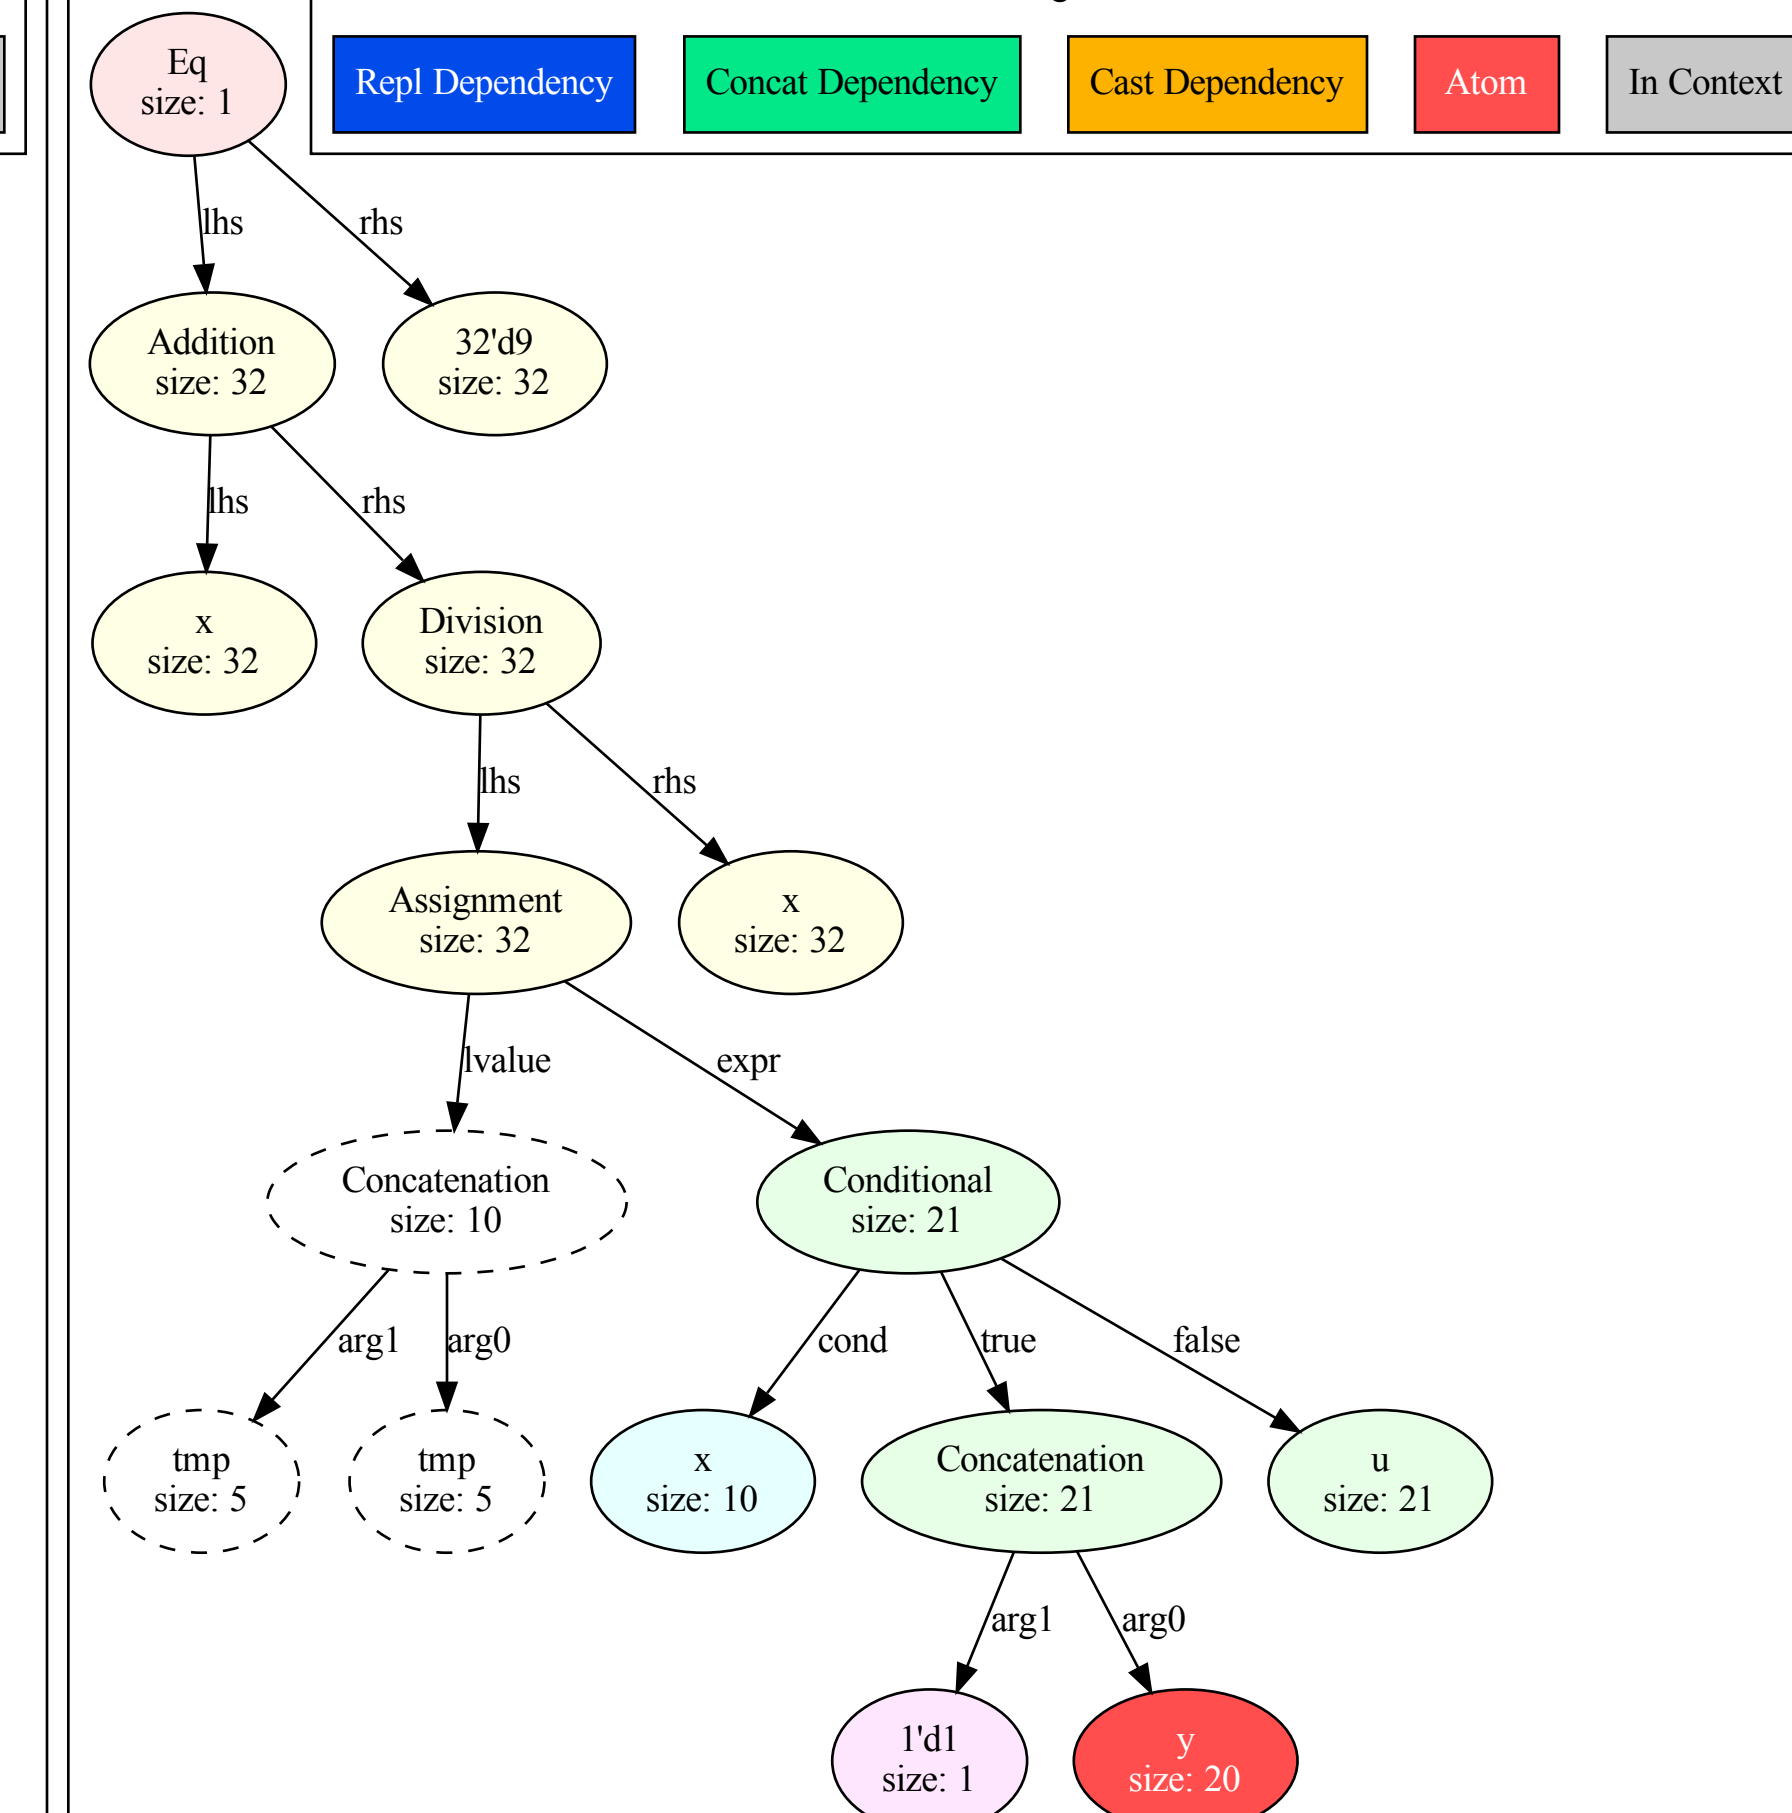 Repl Dependency
Concat Dependency
Cast Dependency
Atom
In Context
Eq
size: 1
lhs
rhs
Addition
size: 32
32'd9
size: 32
lhs
rhs
x
size: 32
Division
size: 32
lhs
rhs
Assignment
size: 32
x
size: 32
lvalue
expr
Concatenation
size: 10
Conditional
size: 21
arg1
arg0
cond
true
false
tmp
size: 5
tmp
size: 5
x
size: 10
Concatenation
size: 21
u
size: 21
arg1
arg0
1'd1
size: 1
y
size: 20